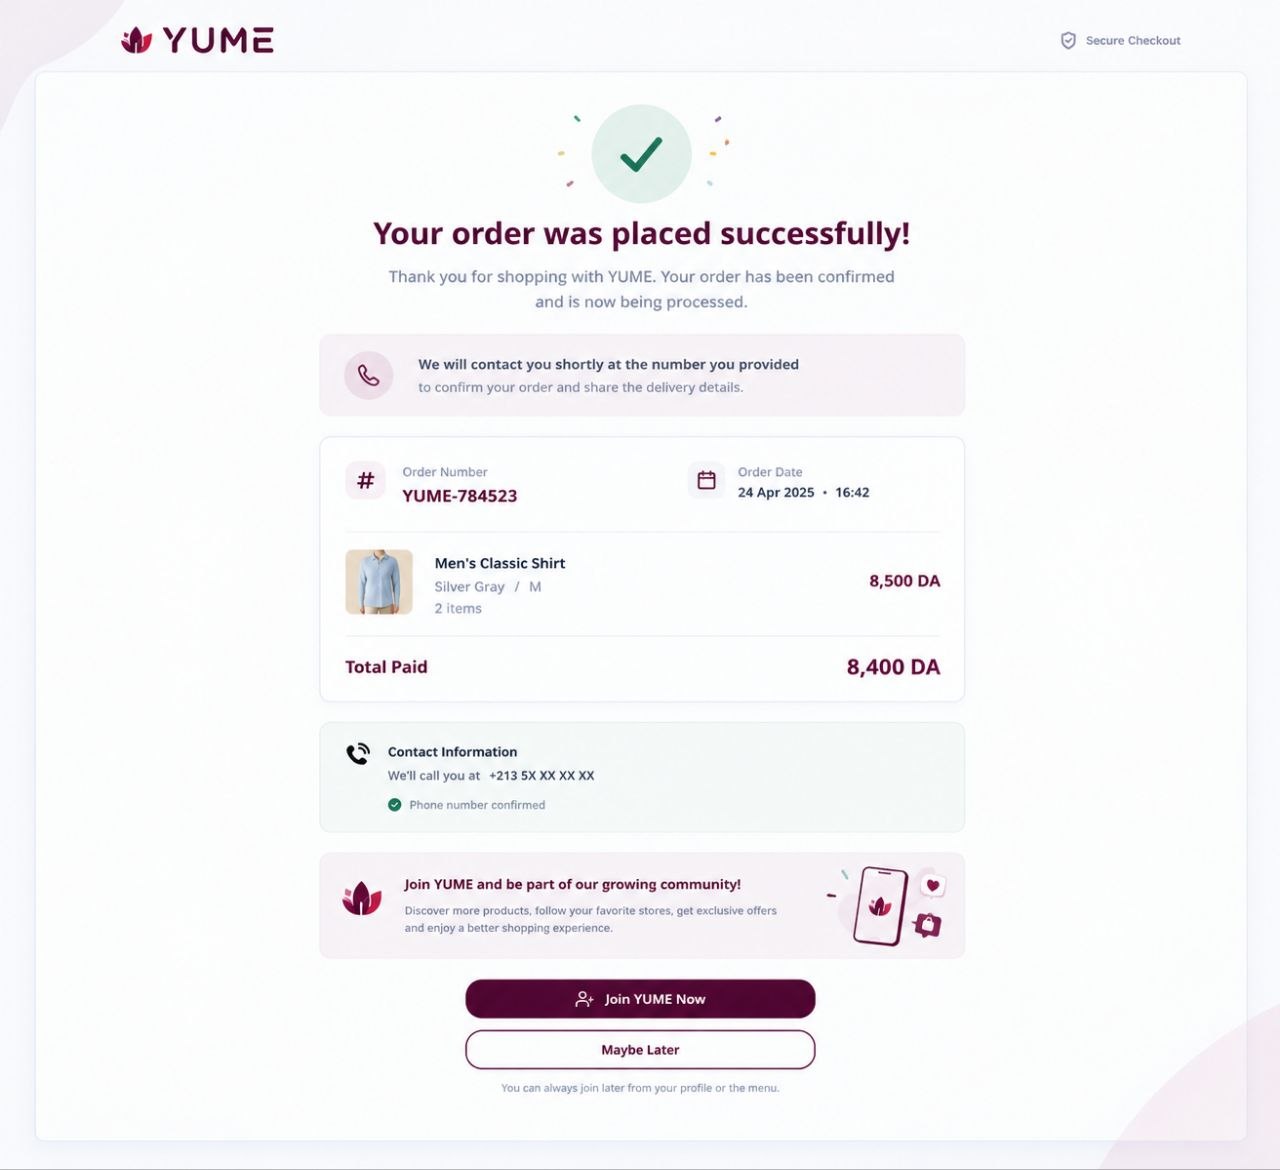 YUME
Secure Checkout
Your order was placed successfully!
Thank you for shopping with YUME. Your order has been confirmed
and is now being processed.
We will contact you shortly at the number you provided
to confirm your order and share the delivery details.
# Order Number
YUME-784523
Order Date
24 Apr 2025 • 16:42
Men's Classic Shirt
Silver Gray / M
2 items
8,500 DA
Total Paid
8,400 DA
Contact Information
We'll call you at +213 5X XX XX XX
Phone number confirmed
Join YUME and be part of our growing community!
Discover more products, follow your favorite stores, get exclusive offers
and enjoy a better shopping experience.
Join YUME Now
Maybe Later
You can always join later from your profile or the menu.